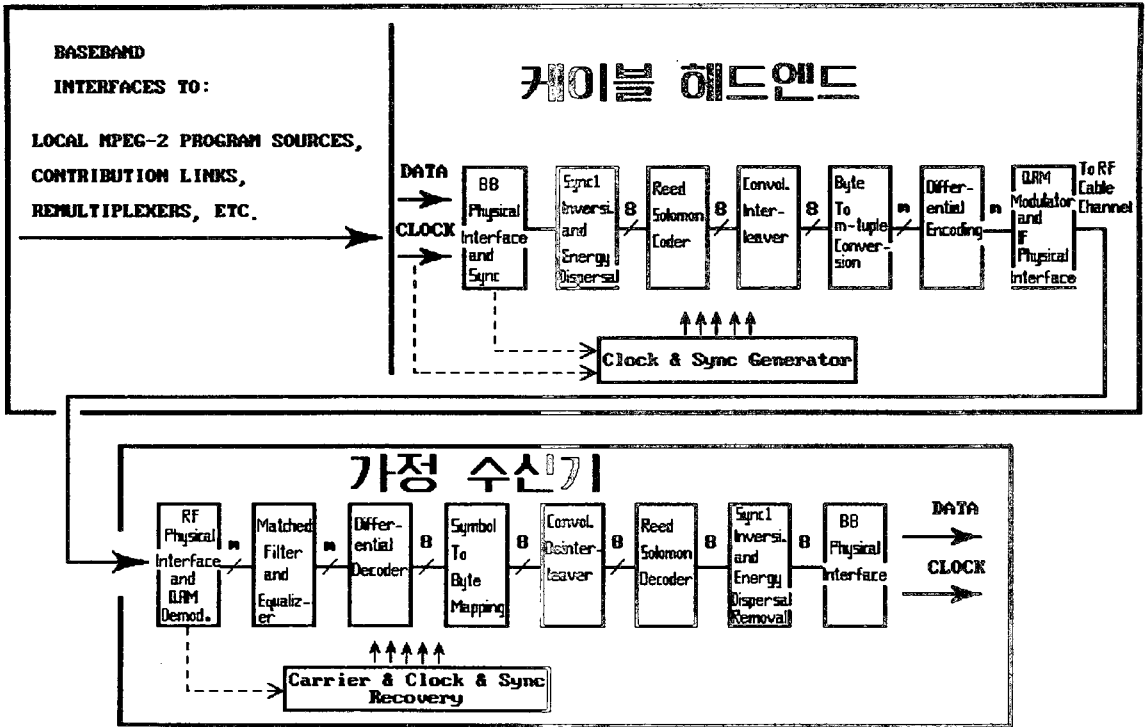 BASEBAND
INTERFACES TO:
LOCAL MPEG-2 PROGRAM SOURCES,
CONTRIBUTION LINKS,
REMULTIPLEXERS, ETC.
케이블 헤드엔드
DATA
CLOCK
BB
Physical
Interface
and
Sync
Sync1
Inversi.
and
Energy
Dispersal
8
Reed
Solomon
Coder
8
Convol.
Inter-
leaver
8
Byte
To
m-tuple
Conver-
sion
m
Differ-
ential
Encoding
m
QAM
Modulator
and
IF
Physical
Interface
To RF
Cable
Channel
Clock & Sync Generator
가정 수신기
RF
Physical
Interface
and
QAM
Demod.
m
Matched
Filter
and
Equaliz-
er
m
Differ-
ential
Decoder
8
Symbol
To
Byte
Mapping
8
Convol.
Deinter-
leaver
8
Reed
Solomon
Decoder
8
Sync1
Inversi.
and
Energy
Dispersal
Removal
8
BB
Physical
Interface
DATA
CLOCK
Carrier & Clock & Sync
Recovery